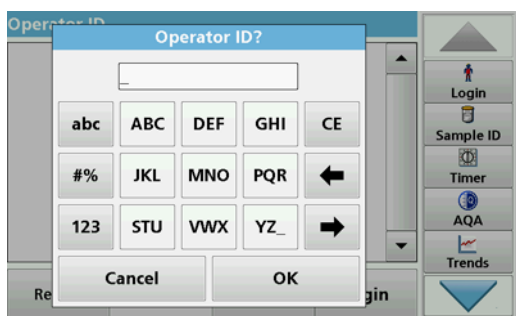 Operator ID
Operator ID?
_
abc ABC DEF GHI CE
#% JKL MNO PQR
123 STU VWX YZ_
Cancel OK
Re
gin
Login
Sample ID
Timer
AQA
Trends